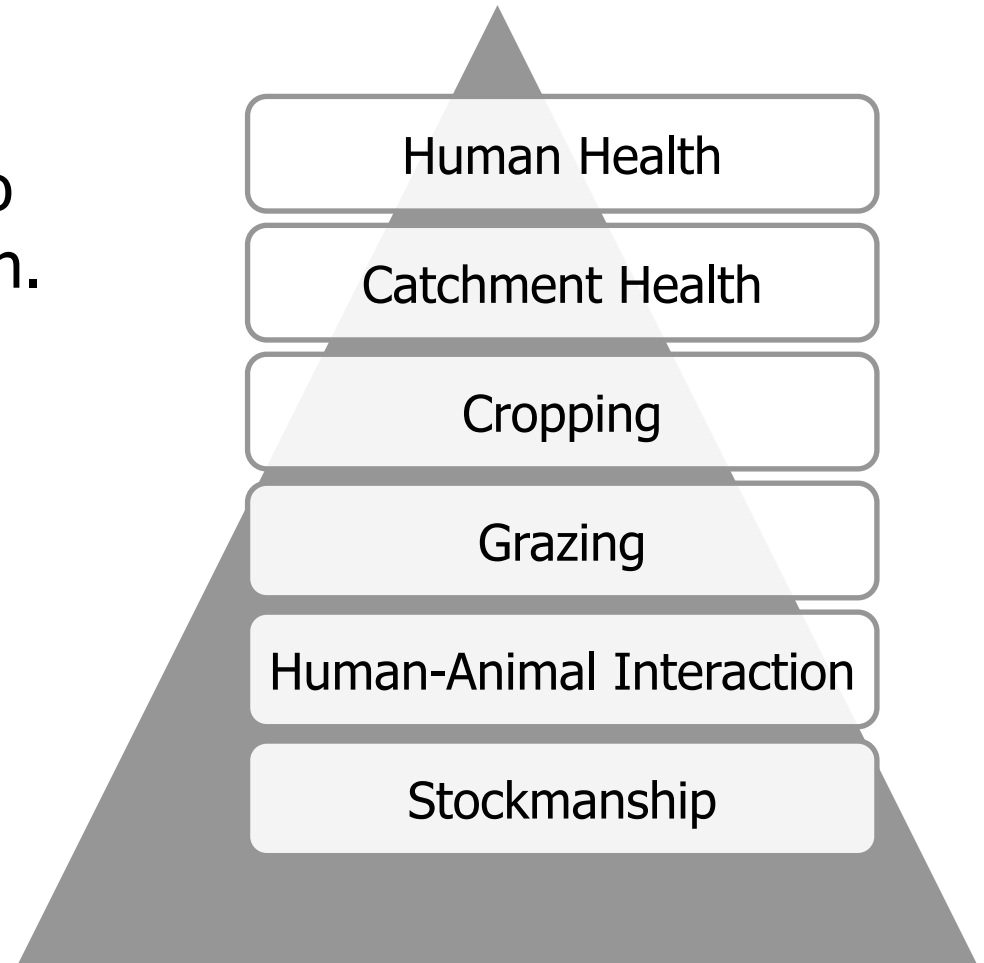 Human Health
Catchment Health
Cropping
Grazing
Human-Animal Interaction
Stockmanship